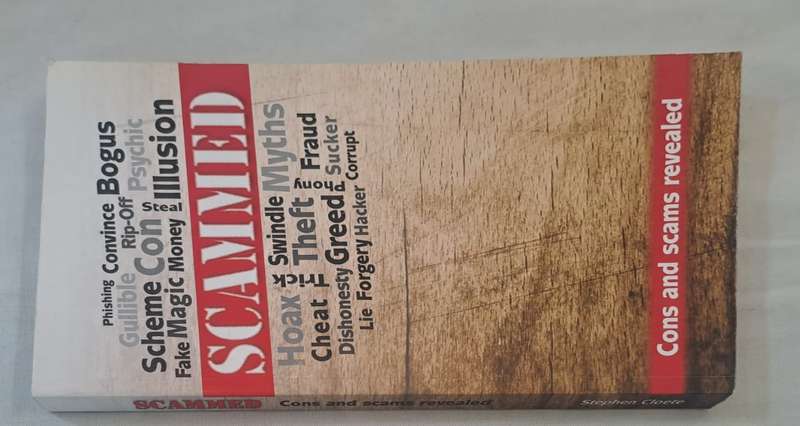 Phishing Convince Bogus
Gullible Rip-Off Psychic
Scheme Con Steal Illusion
Fake Magic Money
SCAMMED
Hoax Swindle Myths
Cheat Trick Theft Phony Fraud
Dishonesty Greed Sucker
Lie Forgery Hacker Corrupt
Cons and scams revealed
SCAMMED Cons and scams revealed Stephen Cloete